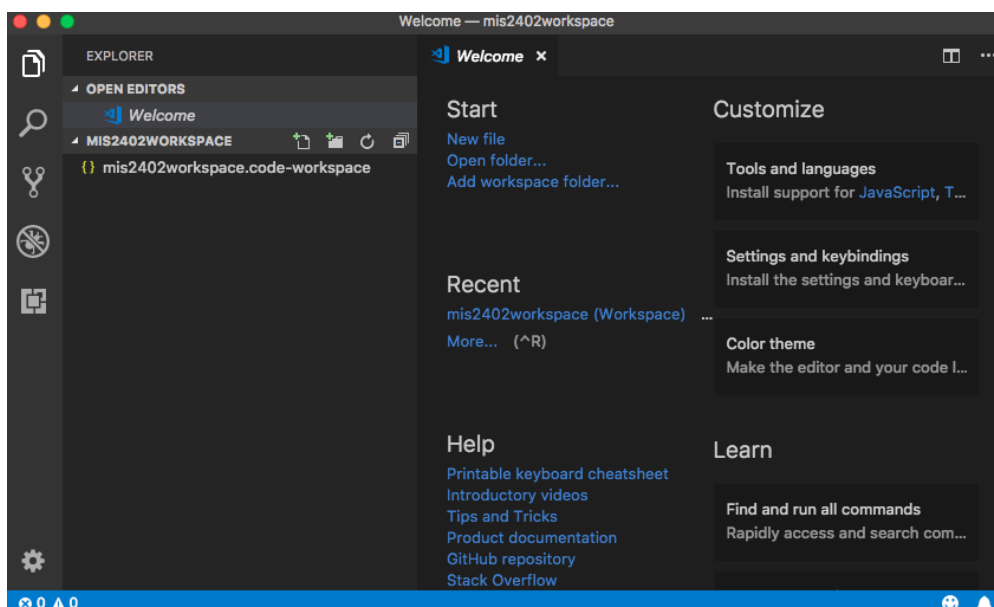 Welcome — mis2402workspace
EXPLORER
OPEN EDITORS
Welcome
MIS2402WORKSPACE
{} mis2402workspace.code-workspace
Welcome ×
...
Start
New file
Open folder...
Add workspace folder...
Recent
mis2402workspace (Workspace) ...
More... (^R)
Help
Printable keyboard cheatsheet
Introductory videos
Tips and Tricks
Product documentation
GitHub repository
Stack Overflow
Customize
Tools and languages
Install support for JavaScript, T...
Settings and keybindings
Install the settings and keyboar...
Color theme
Make the editor and your code l...
Learn
Find and run all commands
Rapidly access and search com...
0 0